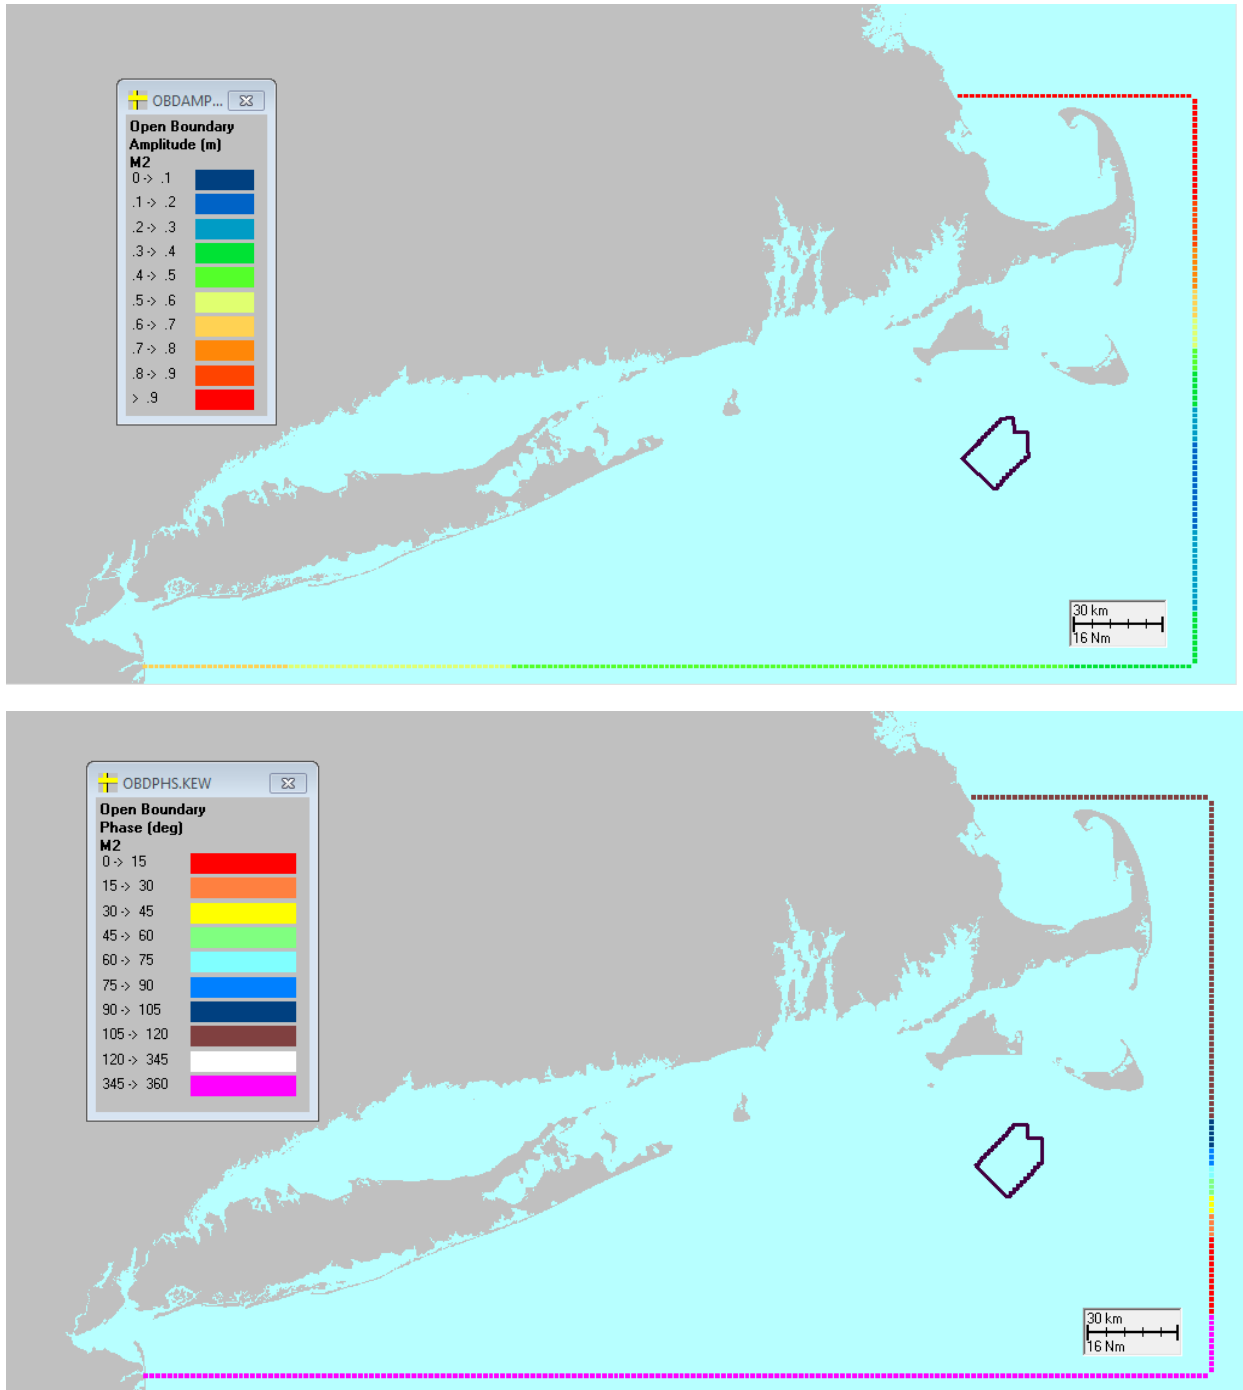 OBDAMP...
Open Boundary
Amplitude (m)
M2
0 -> .1
.1 -> .2
.2 -> .3
.3 -> .4
.4 -> .5
.5 -> .6
.6 -> .7
.7 -> .8
.8 -> .9
> .9
30 km
16 Nm
OBDPHS.KEW
Open Boundary
Phase (deg)
M2
0 -> 15
15 -> 30
30 -> 45
45 -> 60
60 -> 75
75 -> 90
90 -> 105
105 -> 120
120 -> 345
345 -> 360
30 km
16 Nm